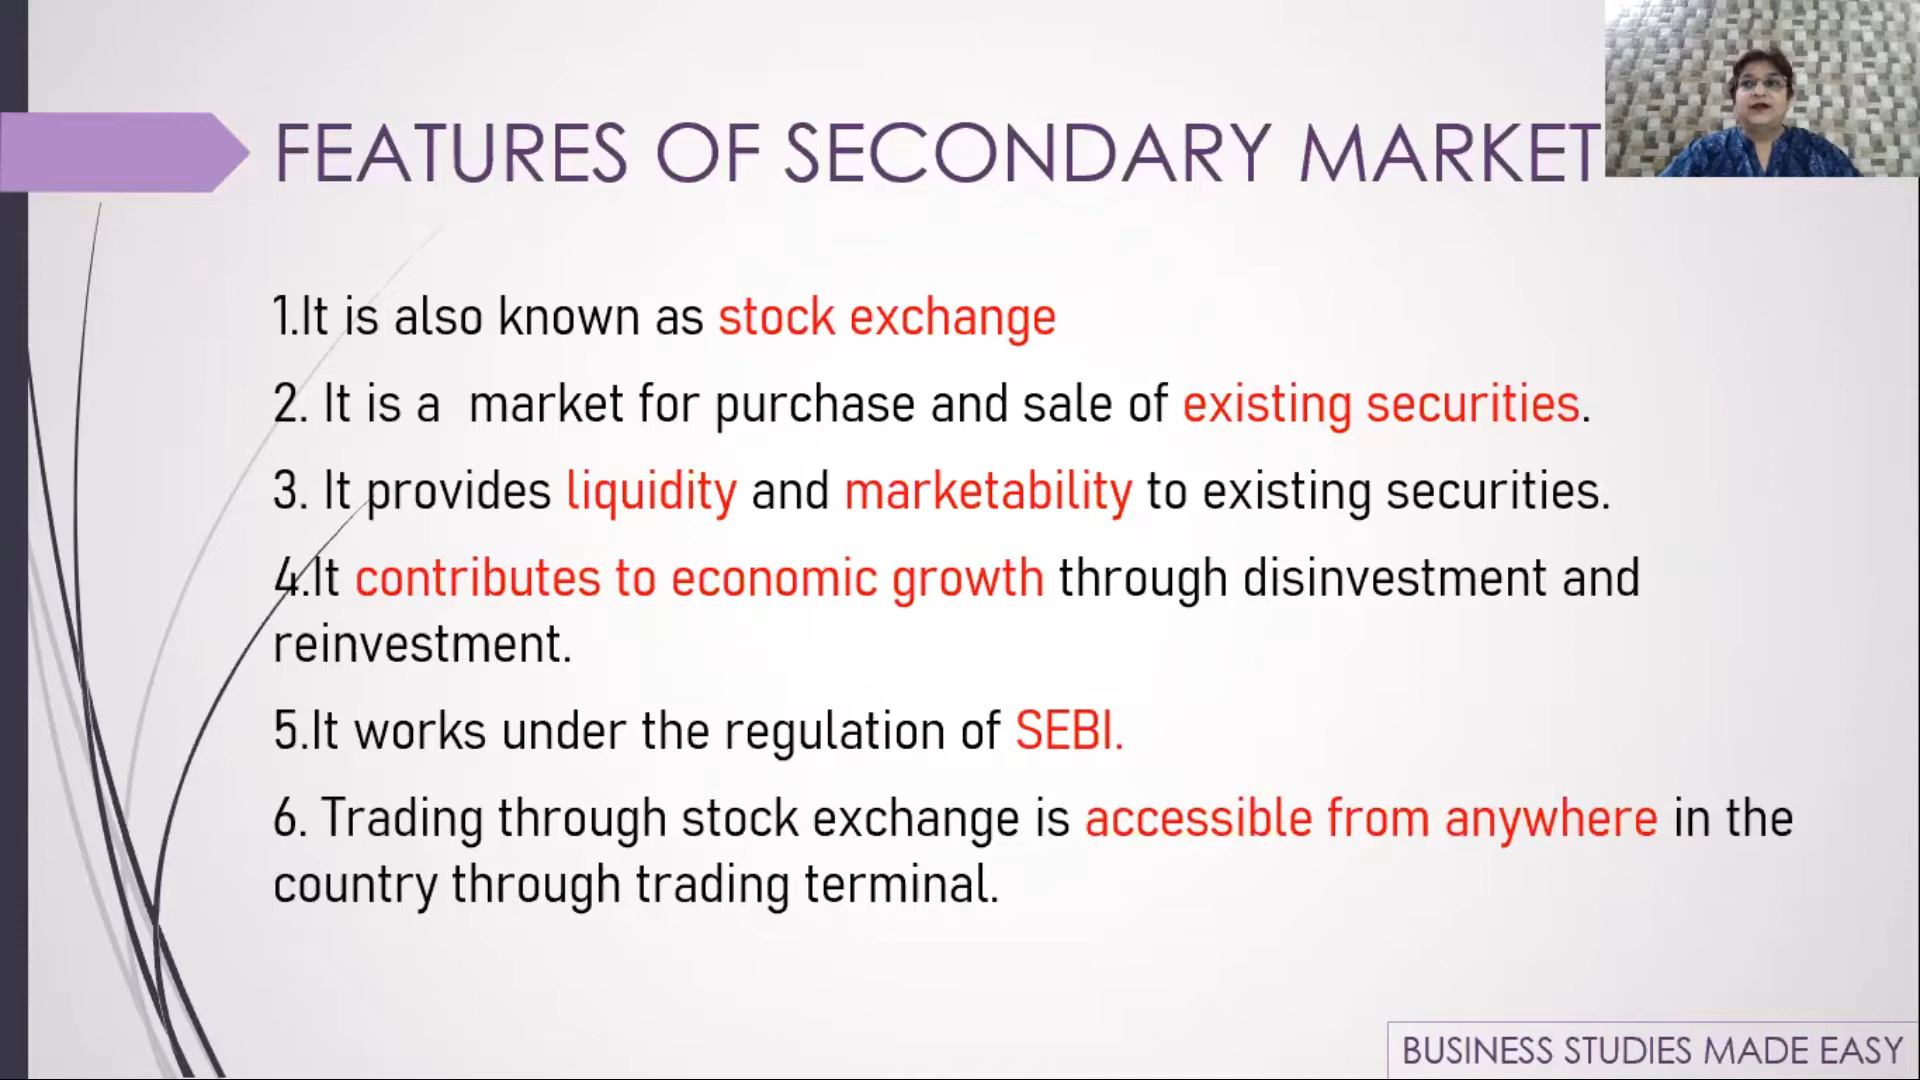 FEATURES OF SECONDARY MARKET
1.It is also known as stock exchange
2. It is a  market for purchase and sale of existing securities.
3. It provides liquidity and marketability to existing securities.
4.It contributes to economic growth through disinvestment and
reinvestment.
5.It works under the regulation of SEBI.
6. Trading through stock exchange is accessible from anywhere in the
country through trading terminal.
BUSINESS STUDIES MADE EASY